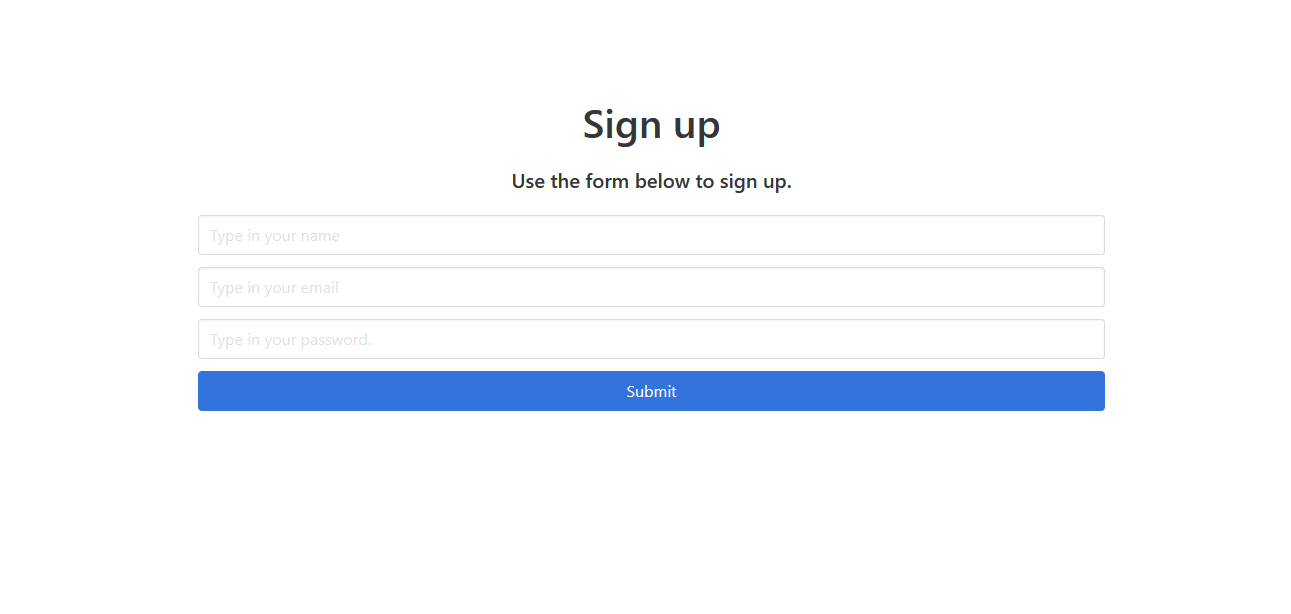 Sign up
Use the form below to sign up.
Type in your name
Type in your email
Type in your password.
Submit